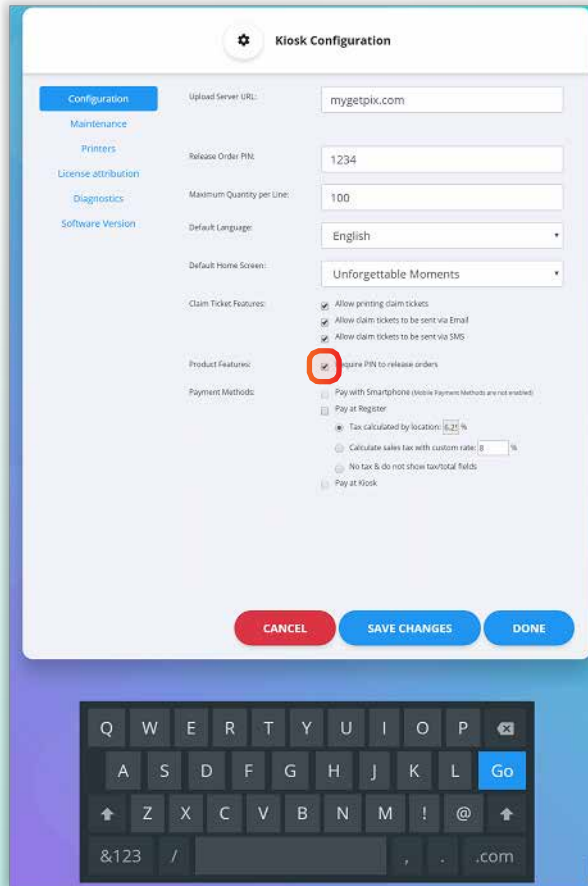 Kiosk Configuration
Configuration
Maintenance
Printers
License attribution
Diagnostics
Software Version
Upload Server URL: mygetpix.com
Release Order PIN: 1234
Maximum Quantity per Line: 100
Default Language: English
Default Home Screen: Unforgettable Moments
Claim Ticket Features: Allow printing claim tickets
Allow claim tickets to be sent via Email
Allow claim tickets to be sent via SMS
Product Features: equire PIN to release orders
Payment Methods: Pay with Smartphone (Mobile Payment Methods are not enabled)
Pay at Register
Tax calculated by location: 6.25 %
Calculate sales tax with custom rate: 8 %
No tax & do not show tax/total fields
Pay at Kiosk
CANCEL SAVE CHANGES DONE
Q W E R T Y U I O P
A S D F G H J K L Go
Z X C V B N M ! @
&123 / , . .com